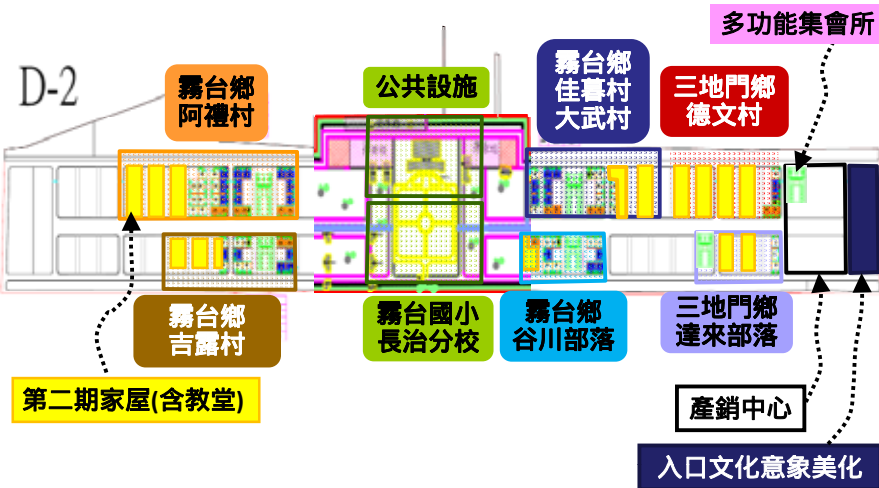 多功能集會所
D-2
霧台鄉
阿禮村
公共設施
霧台鄉
佳暮村
大武村
三地門鄉
德文村
霧台鄉
吉露村
霧台國小
長治分校
霧台鄉
谷川部落
三地門鄉
達來部落
第二期家屋(含教堂)
產銷中心
入口文化意象美化